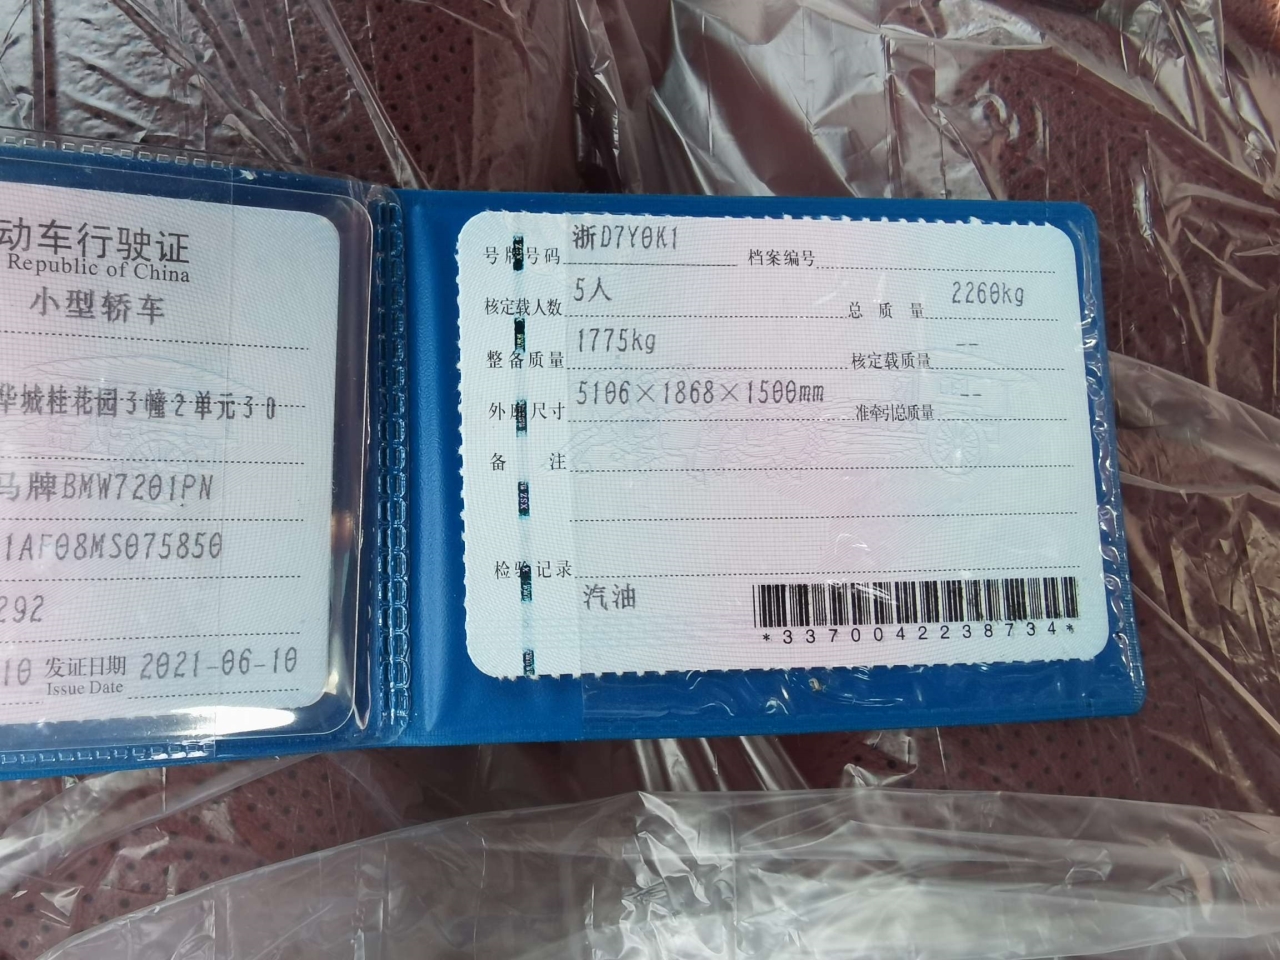 动车行驶证
Republic of China
小型轿车
华城桂花园3幢2单元30
马牌BMW7201PN
1AF08MS075850
292
10 发证日期 2021-06-10
Issue Date
号牌号码 浙D7Y0K1 档案编号
核定载人数 5人 总质量 2260kg
整备质量 1775kg 核定载质量 --
外廓尺寸 5106×1868×1500mm 准牵引总质量 --
备注
检验记录
汽油
*3370042238734*